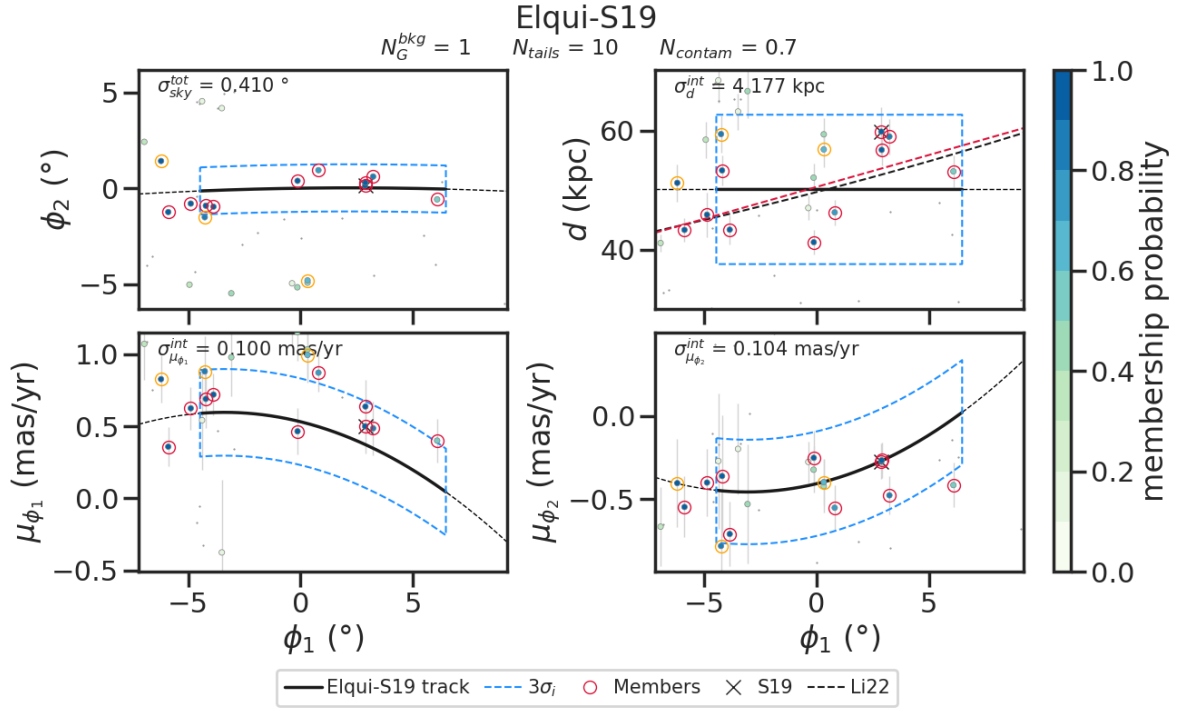 Elqui-S19
N_G^bkg = 1 N_tails = 10 N_contam = 0.7
σ_sky^tot = 0.410 °
5
0
−5
ϕ_2 (°)
σ_d^int = 4.177 kpc
60
40
d (kpc)
σ_μϕ1^int = 0.100 mas/yr
1.0
0.5
0.0
−0.5
μ_ϕ1 (mas/yr)
−5 0 5
ϕ_1 (°)
σ_μϕ2^int = 0.104 mas/yr
0.0
−0.5
μ_ϕ2 (mas/yr)
−5 0 5
ϕ_1 (°)
1.0
0.8
0.6
0.4
0.2
0.0
membership probability
Elqui-S19 track 3σ_i Members S19 Li22